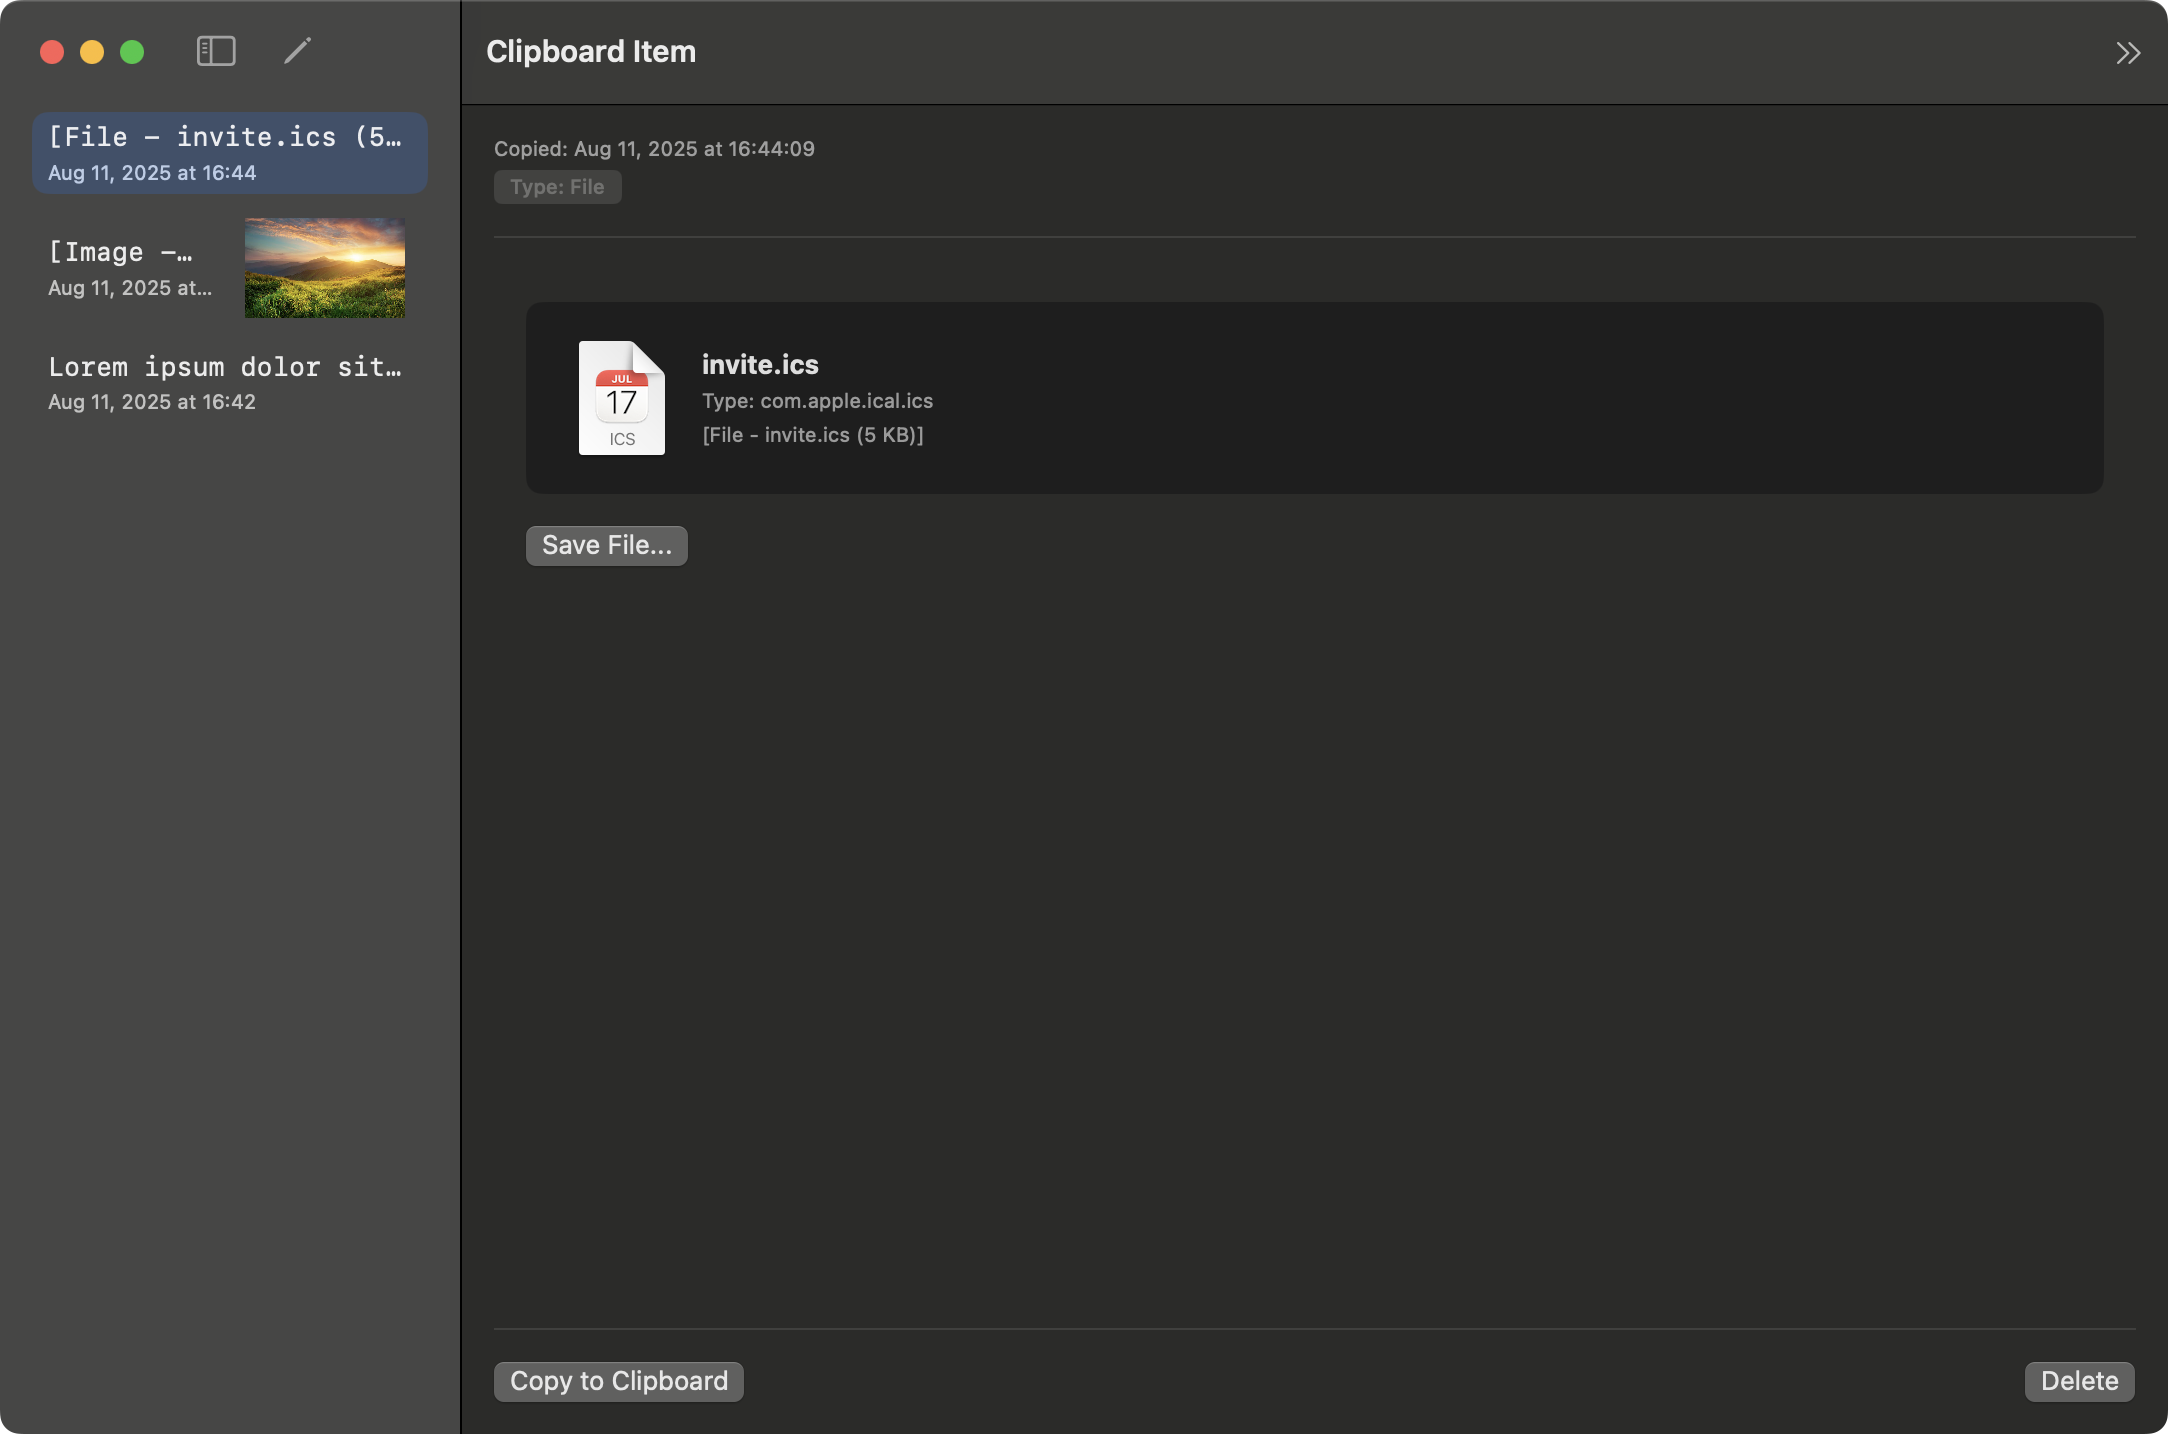 Clipboard Item
[File – invite.ics (5…
Aug 11, 2025 at 16:44
[Image –…
Aug 11, 2025 at…
Lorem ipsum dolor sit…
Aug 11, 2025 at 16:42
Copied: Aug 11, 2025 at 16:44:09
Type: File
JUL
17
ICS
invite.ics
Type: com.apple.ical.ics
[File - invite.ics (5 KB)]
Save File...
Copy to Clipboard
Delete